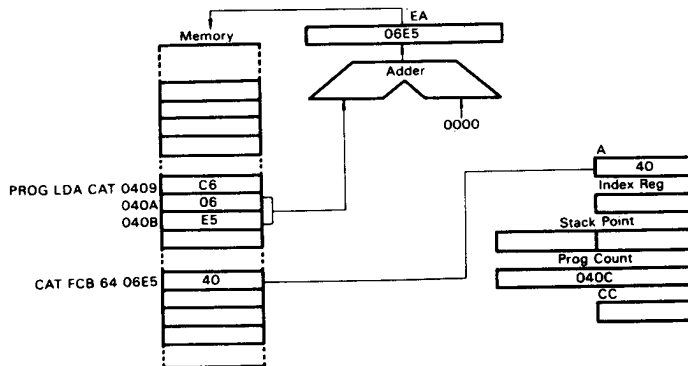 EA
Memory
06E5
Adder
0000
A
40
Index Reg
PROG LDA CAT 0409 C6
040A 06
040B E5
Stack Point
Prog Count
040C
CC
CAT FCB 64 06E5 40